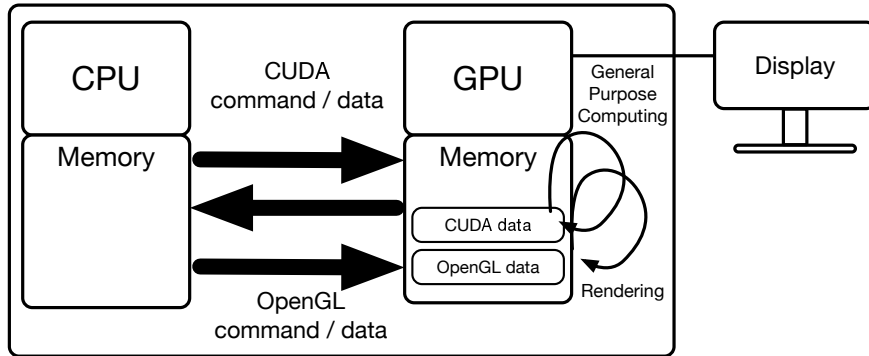 CPU
CUDA
command / data
GPU
General
Purpose
Computing
Display
Memory
Memory
CUDA data
OpenGL data
OpenGL
command / data
Rendering